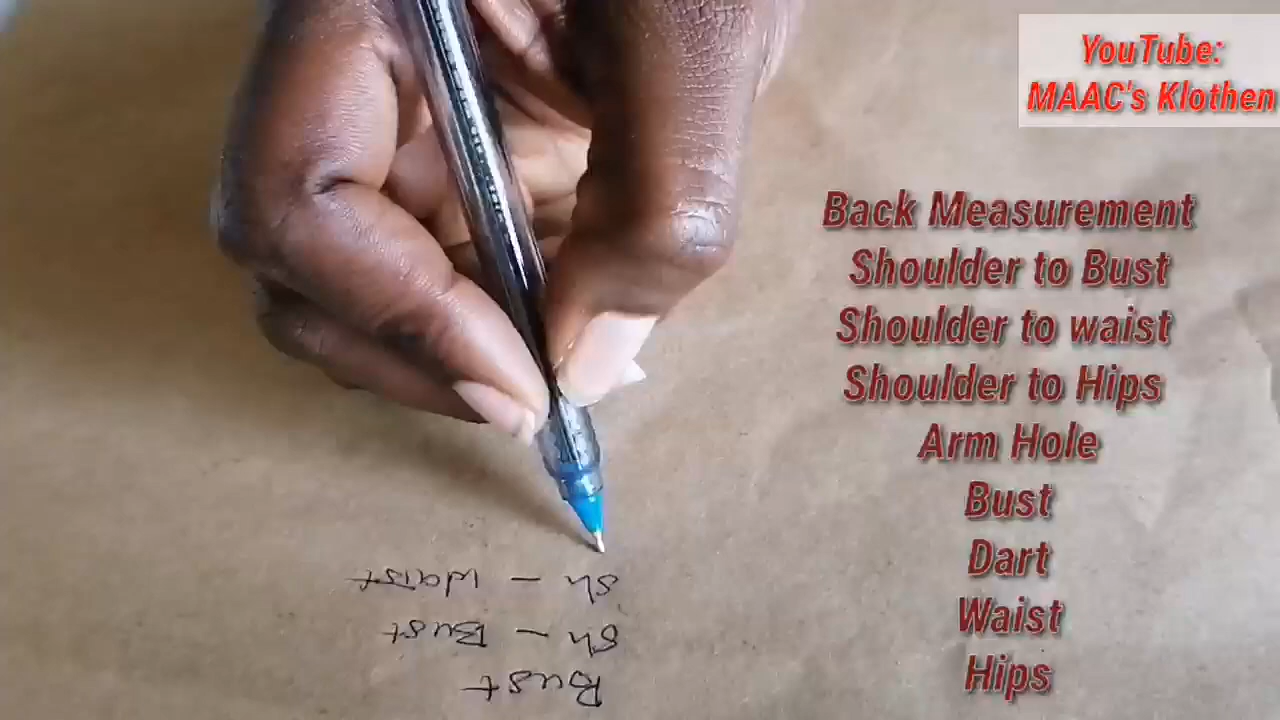 YouTube:
MAAC's Klothen
Back Measurement
Shoulder to Bust
Shoulder to waist
Shoulder to Hips
Arm Hole
Bust
Dart
Waist
Hips
Bust
Sh - Bust
Sh - Waist